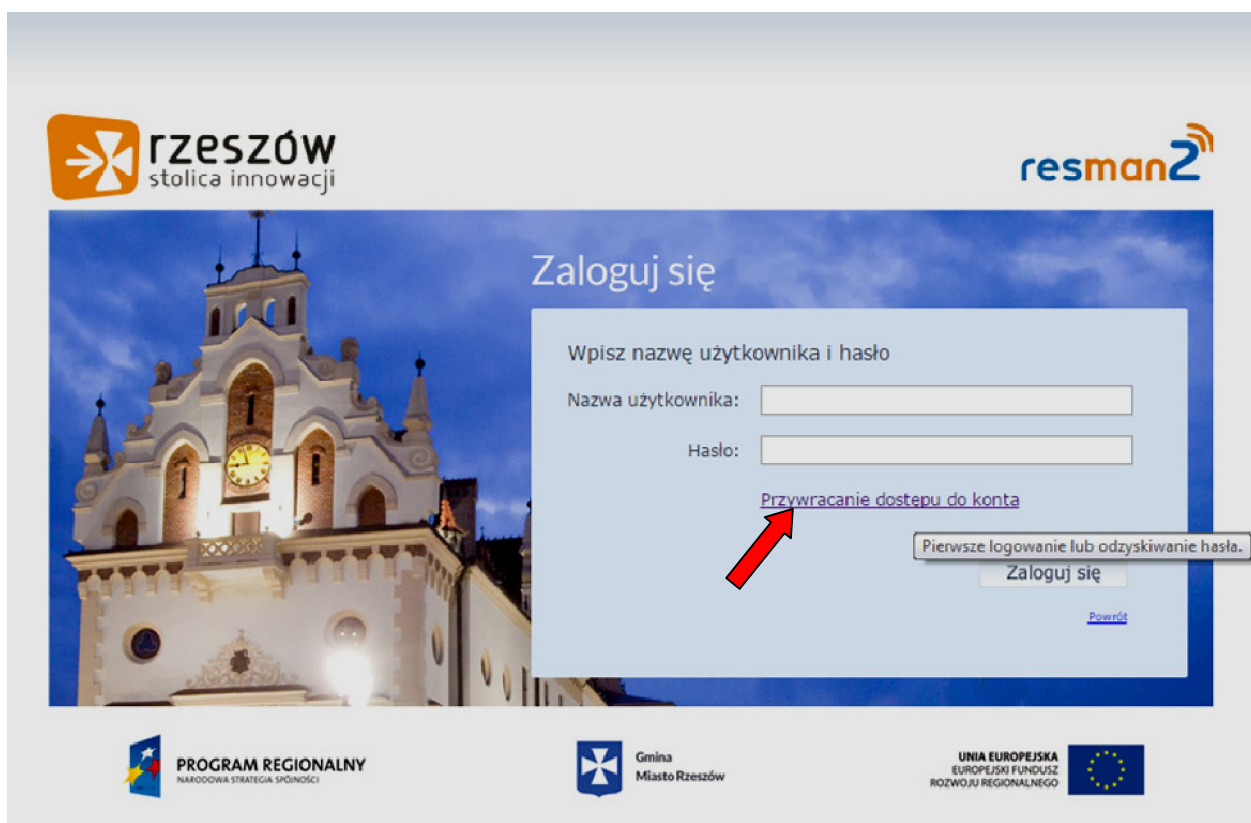 rzeszów
stolica innowacji
resman2
Zaloguj się
Wpisz nazwę użytkownika i hasło
Nazwa użytkownika:
Hasło:
Przywracanie dostępu do konta
Pierwsze logowanie lub odzyskiwanie hasła.
Zaloguj się
Powrót
PROGRAM REGIONALNY
NARODOWA STRATEGIA SPÓJNOŚCI
Gmina
Miasto Rzeszów
UNIA EUROPEJSKA
EUROPEJSKI FUNDUSZ
ROZWOJU REGIONALNEGO